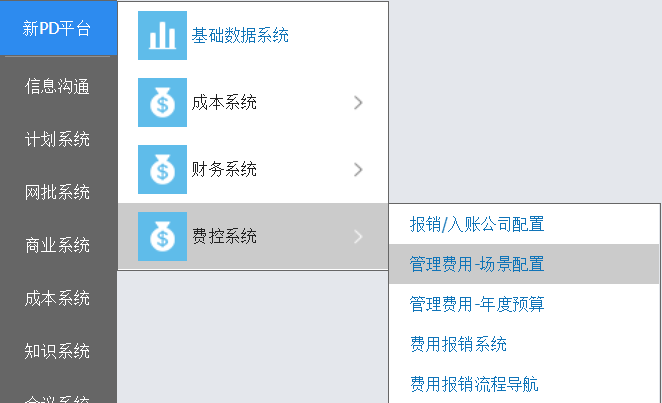 新PD平台
信息沟通
计划系统
网批系统
商业系统
成本系统
知识系统
会议系统
基础数据系统
成本系统
财务系统
费控系统
报销/入账公司配置
管理费用-场景配置
管理费用-年度预算
费用报销系统
费用报销流程导航